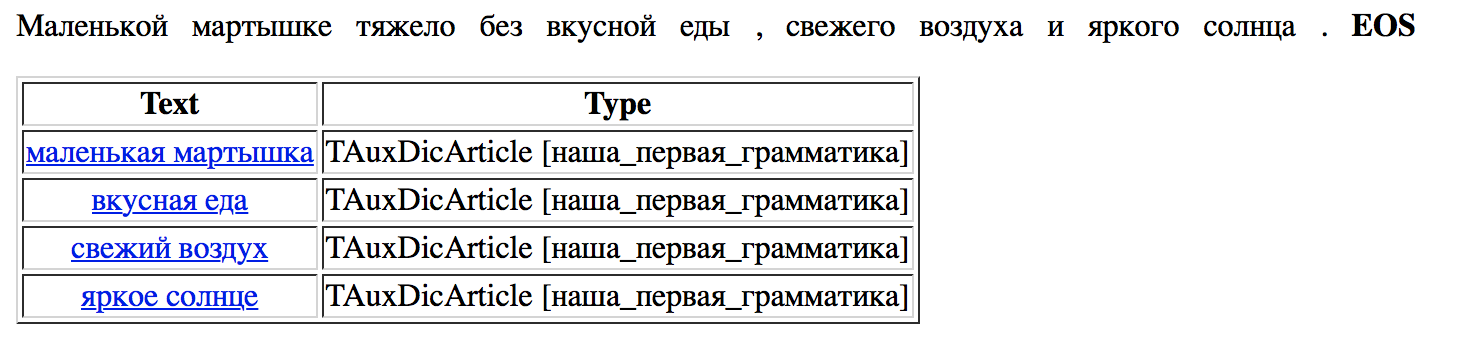 Маленькой мартышке тяжело без вкусной еды , свежего воздуха и яркого солнца . EOS
Text Type
маленькая мартышка TAuxDicArticle [наша_первая_грамматика]
вкусная еда TAuxDicArticle [наша_первая_грамматика]
свежий воздух TAuxDicArticle [наша_первая_грамматика]
яркое солнце TAuxDicArticle [наша_первая_грамматика]